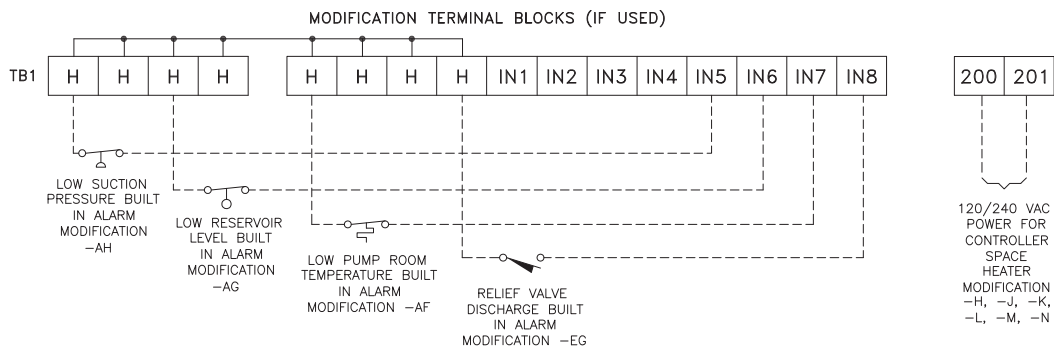 MODIFICATION TERMINAL BLOCKS (IF USED)
TB1 H H H H H H H H IN1 IN2 IN3 IN4 IN5 IN6 IN7 IN8 200 201
LOW SUCTION
PRESSURE BUILT
IN ALARM
MODIFICATION
–AH
LOW RESERVOIR
LEVEL BUILT
IN ALARM
MODIFICATION
–AG
LOW PUMP ROOM
TEMPERATURE BUILT
IN ALARM
MODIFICATION –AF
RELIEF VALVE
DISCHARGE BUILT
IN ALARM
MODIFICATION –EG
120/240 VAC
POWER FOR
CONTROLLER
SPACE
HEATER
MODIFICATION
–H, –J, –K,
–L, –M, –N